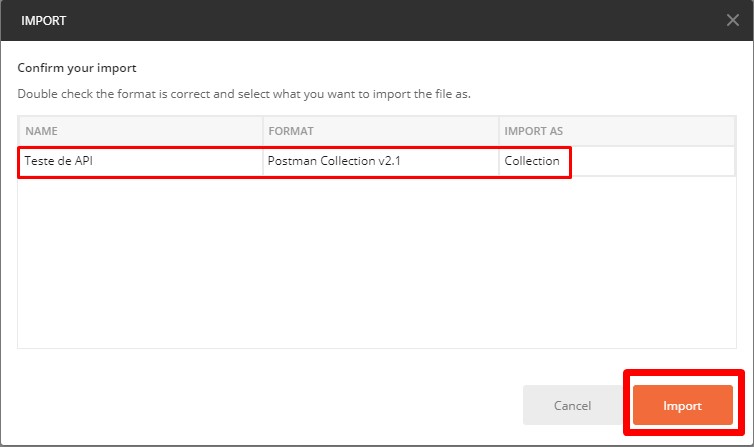 IMPORT
Confirm your import
Double check the format is correct and select what you want to import the file as.
NAME FORMAT IMPORT AS
Teste de API Postman Collection v2.1 Collection
Cancel Import